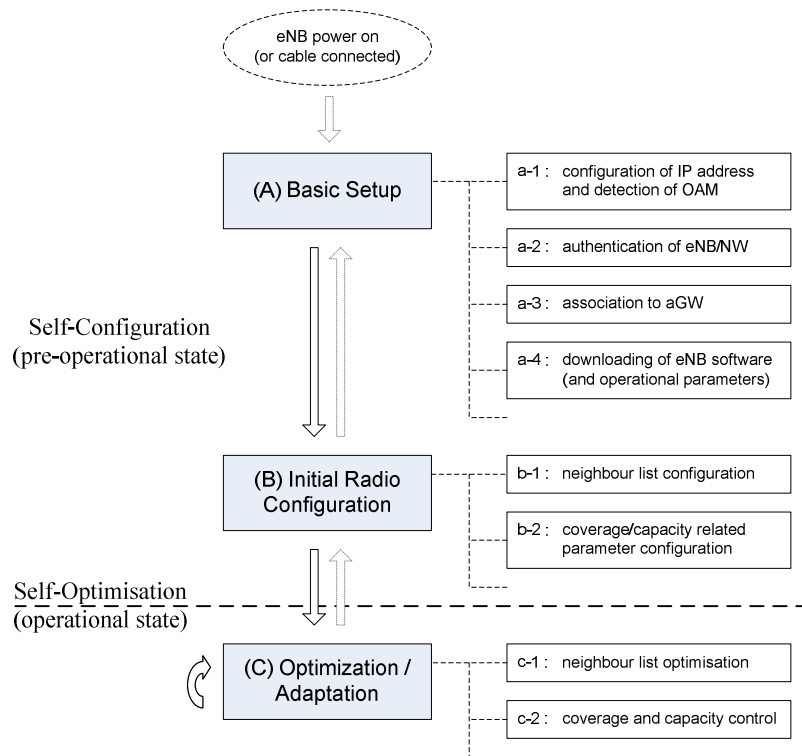 eNB power on
(or cable connected)
(A) Basic Setup
a-1 : configuration of IP address
and detection of OAM
a-2 : authentication of eNB/NW
a-3 : association to aGW
a-4 : downloading of eNB software
(and operational parameters)
Self-Configuration
(pre-operational state)
(B) Initial Radio
Configuration
b-1 : neighbour list configuration
b-2 : coverage/capacity related
parameter configuration
Self-Optimisation
(operational state)
(C) Optimization /
Adaptation
c-1 : neighbour list optimisation
c-2 : coverage and capacity control